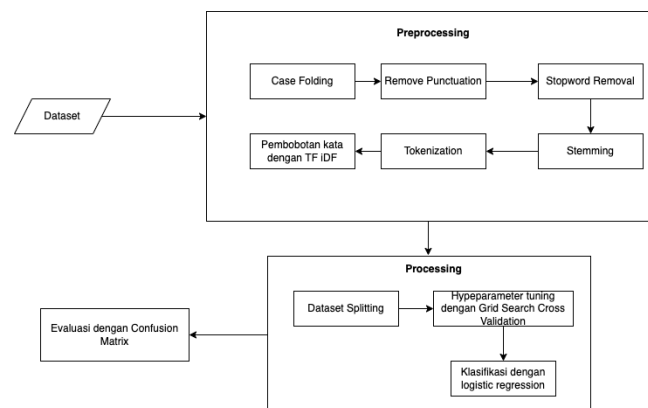 Preprocessing
Case Folding
Remove Punctuation
Stopword Removal
Dataset
Pembobotan kata
dengan TF iDF
Tokenization
Stemming
Processing
Dataset Splitting
Hypeparameter tuning
dengan Grid Search Cross
Validation
Evaluasi dengan Confusion
Matrix
Klasifikasi dengan
logistic regression